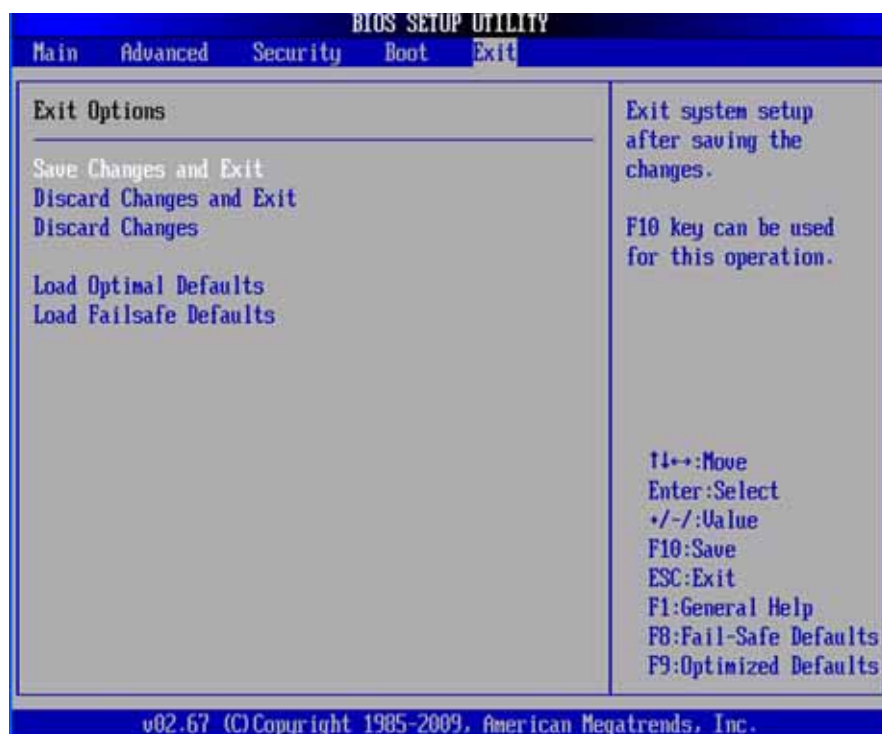 BIOS SETUP UTILITY
Main Advanced Security Boot Exit
Exit Options
Save Changes and Exit
Discard Changes and Exit
Discard Changes
Load Optimal Defaults
Load Failsafe Defaults
Exit system setup
after saving the
changes.
F10 key can be used
for this operation.
↑↓↔:Move
Enter:Select
+/-/:Value
F10:Save
ESC:Exit
F1:General Help
F8:Fail-Safe Defaults
F9:Optimized Defaults
v02.67 (C)Copyright 1985-2009, American Megatrends, Inc.